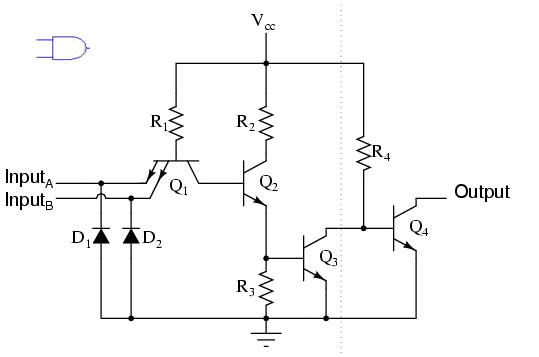 Vcc
R1
R2
R4
InputA
InputB
Q1
Q2
Output
D1
D2
Q3
Q4
R3